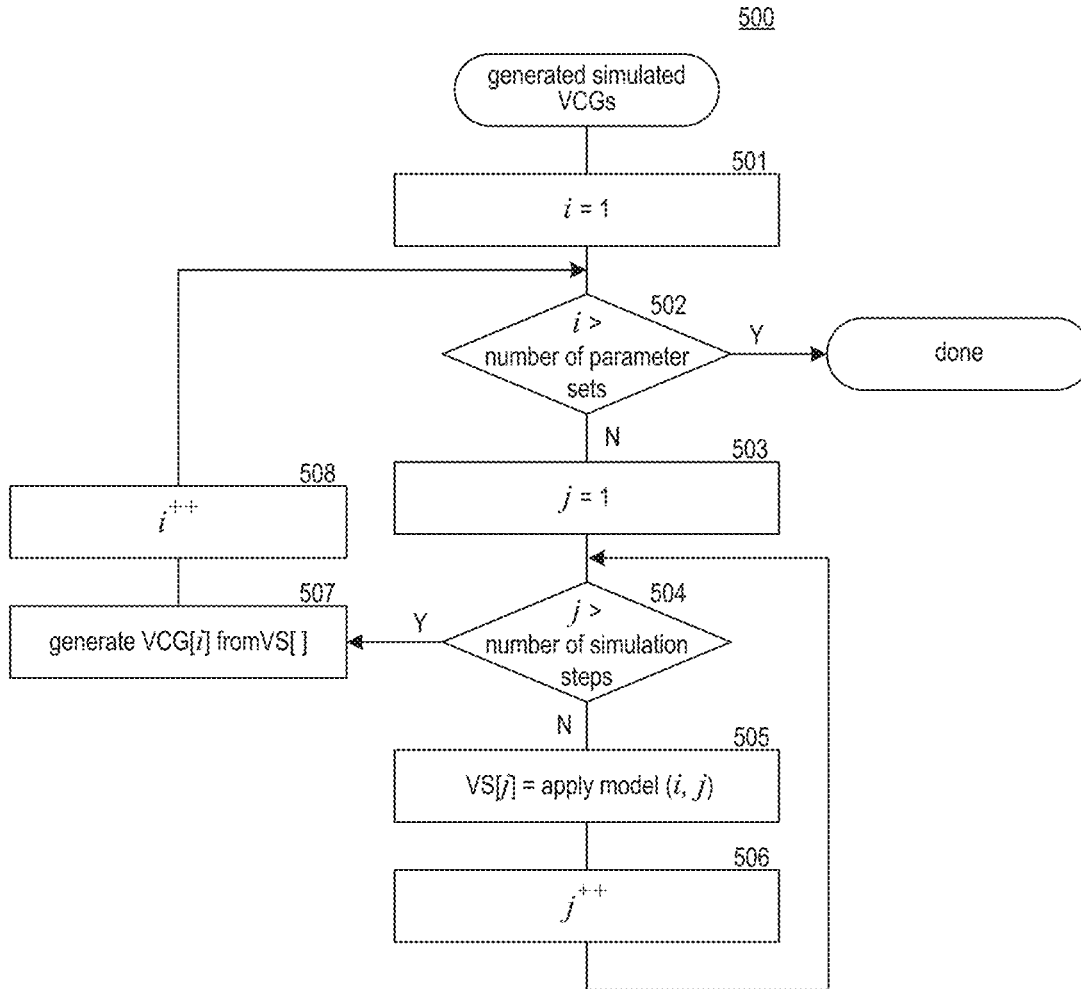 500
generated simulated
VCGs
501
i = 1
502
i >
number of parameter
sets
Y
done
N
503
j = 1
508
i++
504
j >
number of simulation
steps
Y
507
generate VCG[i] fromVS[ ]
N
505
VS[j] = apply model (i, j)
506
j++